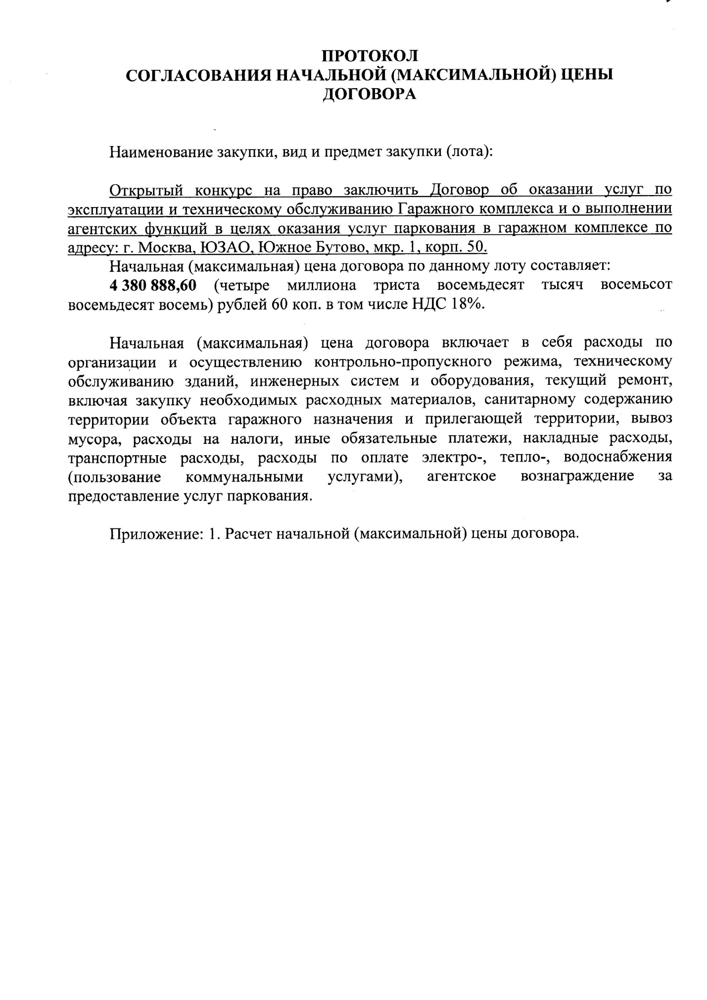 ПРОТОКОЛ
СОГЛАСОВАНИЯ НАЧАЛЬНОЙ (МАКСИМАЛЬНОЙ) ЦЕНЫ
ДОГОВОРА
Наименование закупки, вид и предмет закупки (лота):
Открытый конкурс на право заключить Договор об оказании услуг по
эксплуатации и техническому обслуживанию Гаражного комплекса и о выполнении
агентских функций в целях оказания услуг паркования в гаражном комплексе по
адресу: г. Москва, ЮЗАО, Южное Бутово, мкр. 1, корп. 50.
Начальная (максимальная) цена договора по данному лоту составляет:
4 380 888,60 (четыре миллиона триста восемьдесят тысяч восемьсот
восемьдесят восемь) рублей 60 коп. в том числе НДС 18%.
Начальная (максимальная) цена договора включает в себя расходы по
организации и осуществлению контрольно-пропускного режима, техническому
обслуживанию зданий, инженерных систем и оборудования, текущий ремонт,
включая закупку необходимых расходных материалов, санитарному содержанию
территории объекта гаражного назначения и прилегающей территории, вывоз
мусора, расходы на налоги, иные обязательные платежи, накладные расходы,
транспортные расходы, расходы по оплате электро-, тепло-, водоснабжения
(пользование коммунальными услугами), агентское вознаграждение за
предоставление услуг паркования.
Приложение: 1. Расчет начальной (максимальной) цены договора.